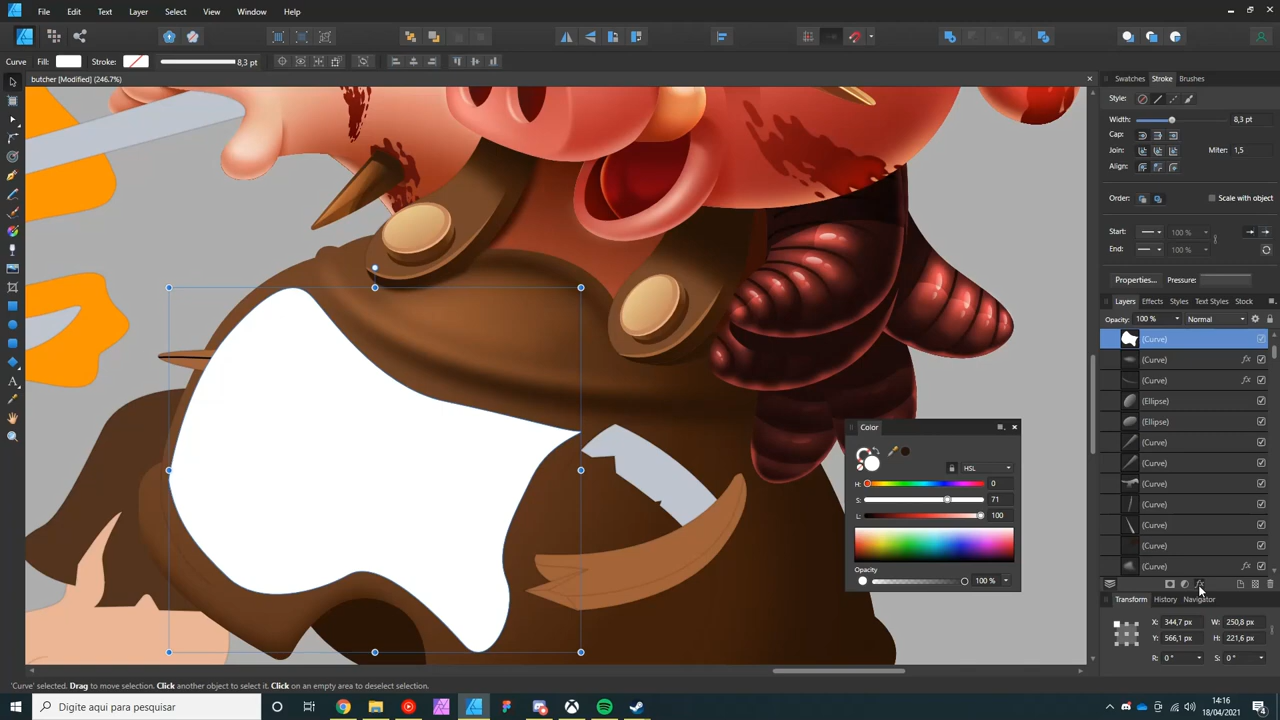 File Edit Text Layer Select View Window Help
Curve Fill: Stroke: 8,3 pt
butcher [Modified] (246.7%)
Swatches Stroke Brushes
Style:
Width: 8,3 pt
Cap:
Join: Miter: 1,5
Align:
Order: Scale with object
Start: 100 %
End: 100 %
Properties... Pressure:
Layers Effects Styles Text Styles Stock
Opacity: 100 % Normal
(Curve)
(Curve)
(Curve)
(Ellipse)
(Ellipse)
(Curve)
(Curve)
(Curve)
(Curve)
(Curve)
(Curve)
(Curve)
Color
HSL
H: 0
S: 71
L: 100
Opacity
100 %
Transform History Navigator
X: 344,7 px W: 250,8 px
Y: 566,1 px H: 221,6 px
R: 0 ° S: 0 °
'Curve' selected. Drag to move selection. Click another object to select it. Click on an empty area to deselect selection.
Digite aqui para pesquisar
14:16
18/04/2021